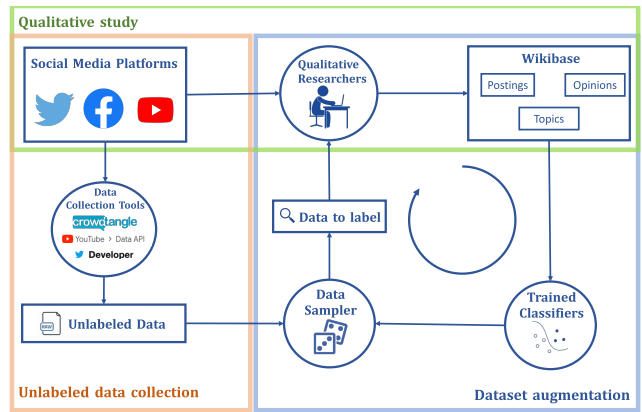 Qualitative study
Social Media Platforms
Qualitative
Researchers
Wikibase
Postings
Opinions
Topics
Data
Collection Tools
crowdtangle
YouTube > Data API
Developer
Data to label
RAW
Unlabeled Data
Data
Sampler
Trained
Classifiers
Unlabeled data collection
Dataset augmentation